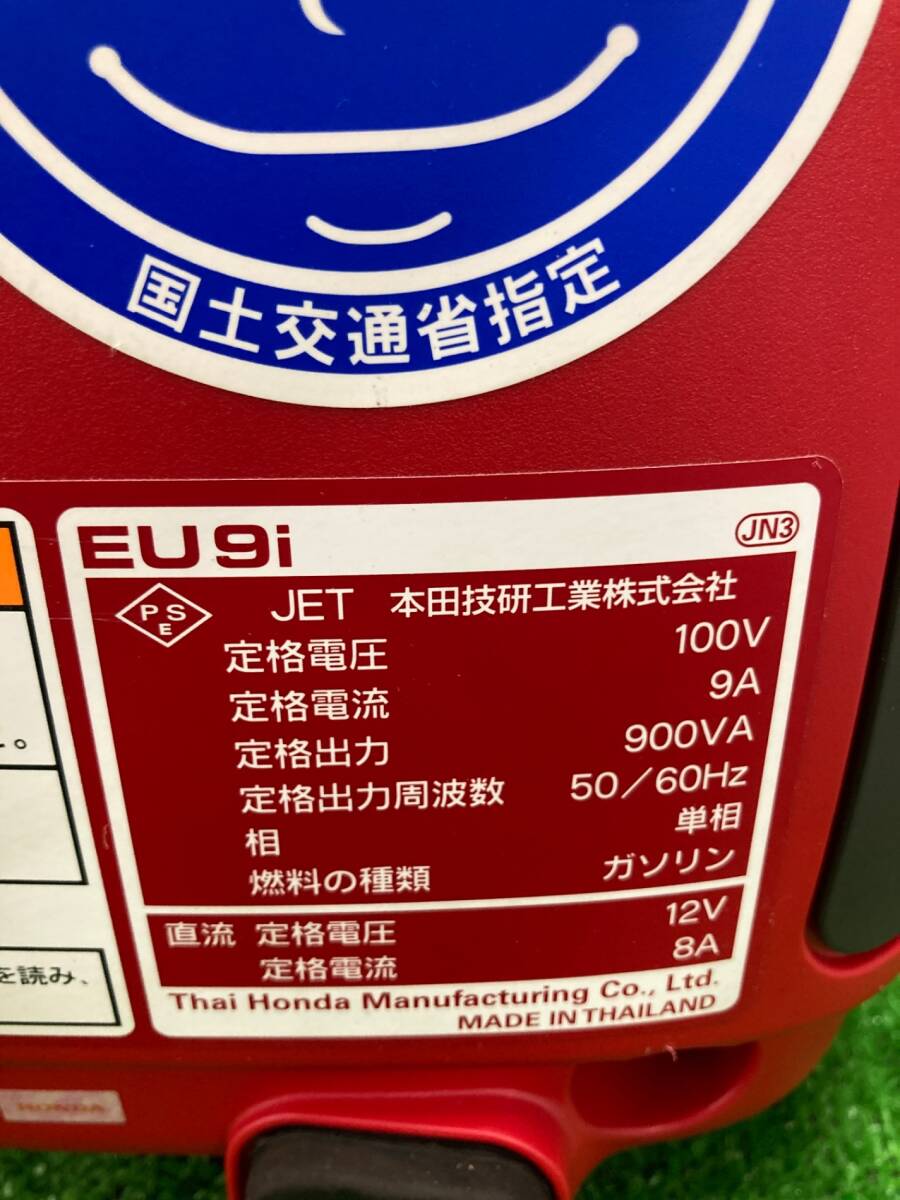 国土交通省指定
EU9i JN3
PSE JET 本田技研工業株式会社
定格電圧 100V
定格電流 9A
定格出力 900VA
定格出力周波数 50／60Hz
相 単相
燃料の種類 ガソリン
直流 定格電圧 12V
定格電流 8A
Thai Honda Manufacturing Co., Ltd.
MADE IN THAILAND
。
を読み、
HONDA